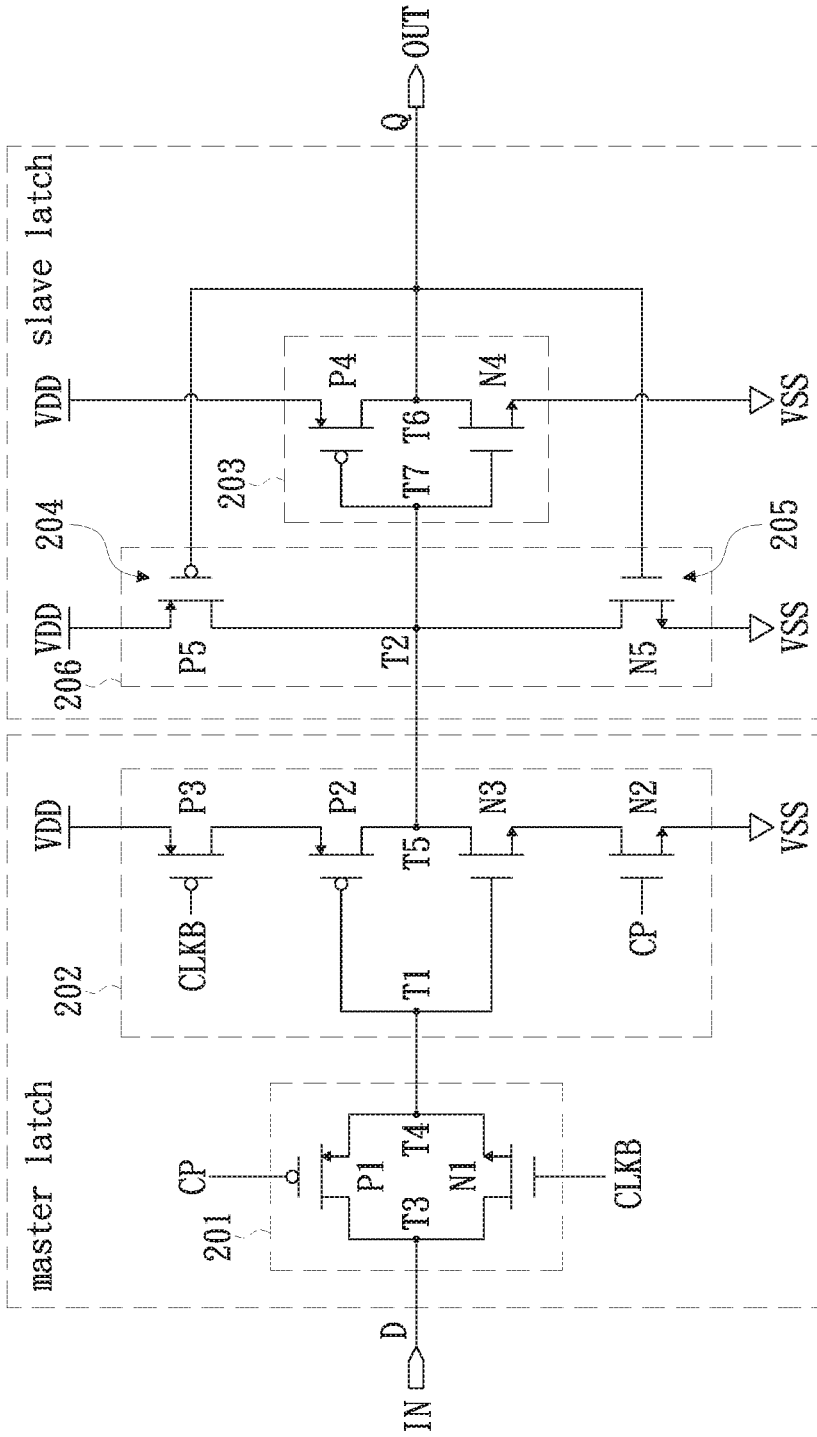 master latch
slave latch
VDD
VDD
VDD
202
206
204
P3
P5
CLKB
203
P4
CP
201
P2
P1
T3
T4
T1
T5
T2
T7
T6
IN
D
Q
OUT
N1
N3
N4
CLKB
CP
N2
N5
205
VSS
VSS
VSS